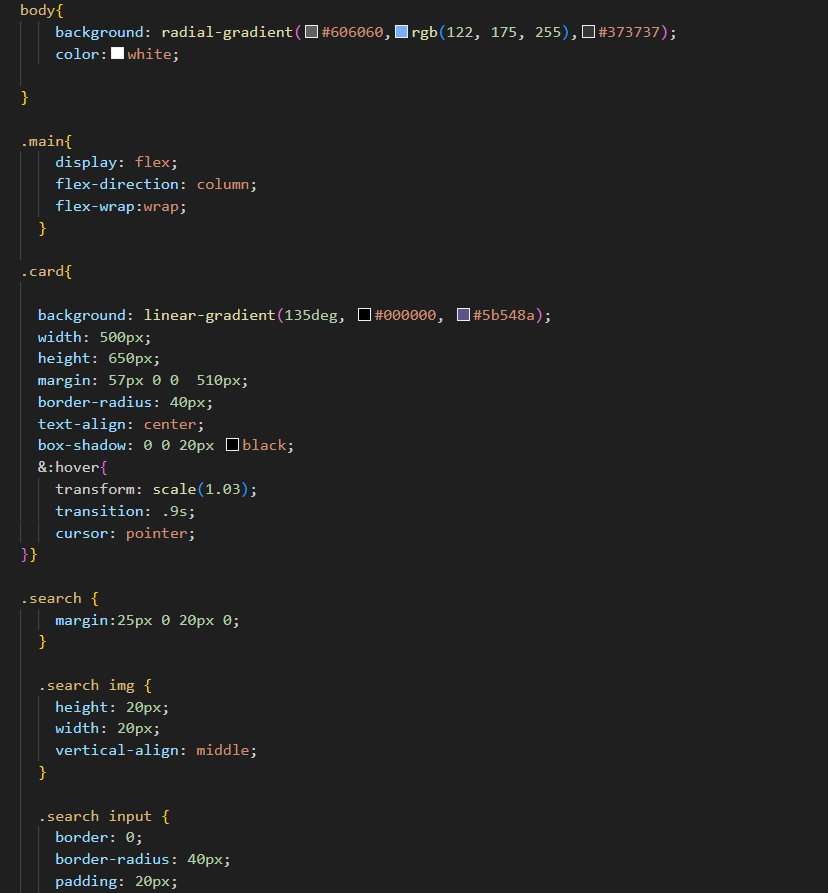 body{
background: radial-gradient(#606060,rgb(122, 175, 255),#373737);
color:white;
}
.main{
display: flex;
flex-direction: column;
flex-wrap:wrap;
}
.card{
background: linear-gradient(135deg, #000000, #5b548a);
width: 500px;
height: 650px;
margin: 57px 0 0  510px;
border-radius: 40px;
text-align: center;
box-shadow: 0 0 20px black;
&:hover{
transform: scale(1.03);
transition: .9s;
cursor: pointer;
}}
.search {
margin:25px 0 20px 0;
}
.search img {
height: 20px;
width: 20px;
vertical-align: middle;
}
.search input {
border: 0;
border-radius: 40px;
padding: 20px;